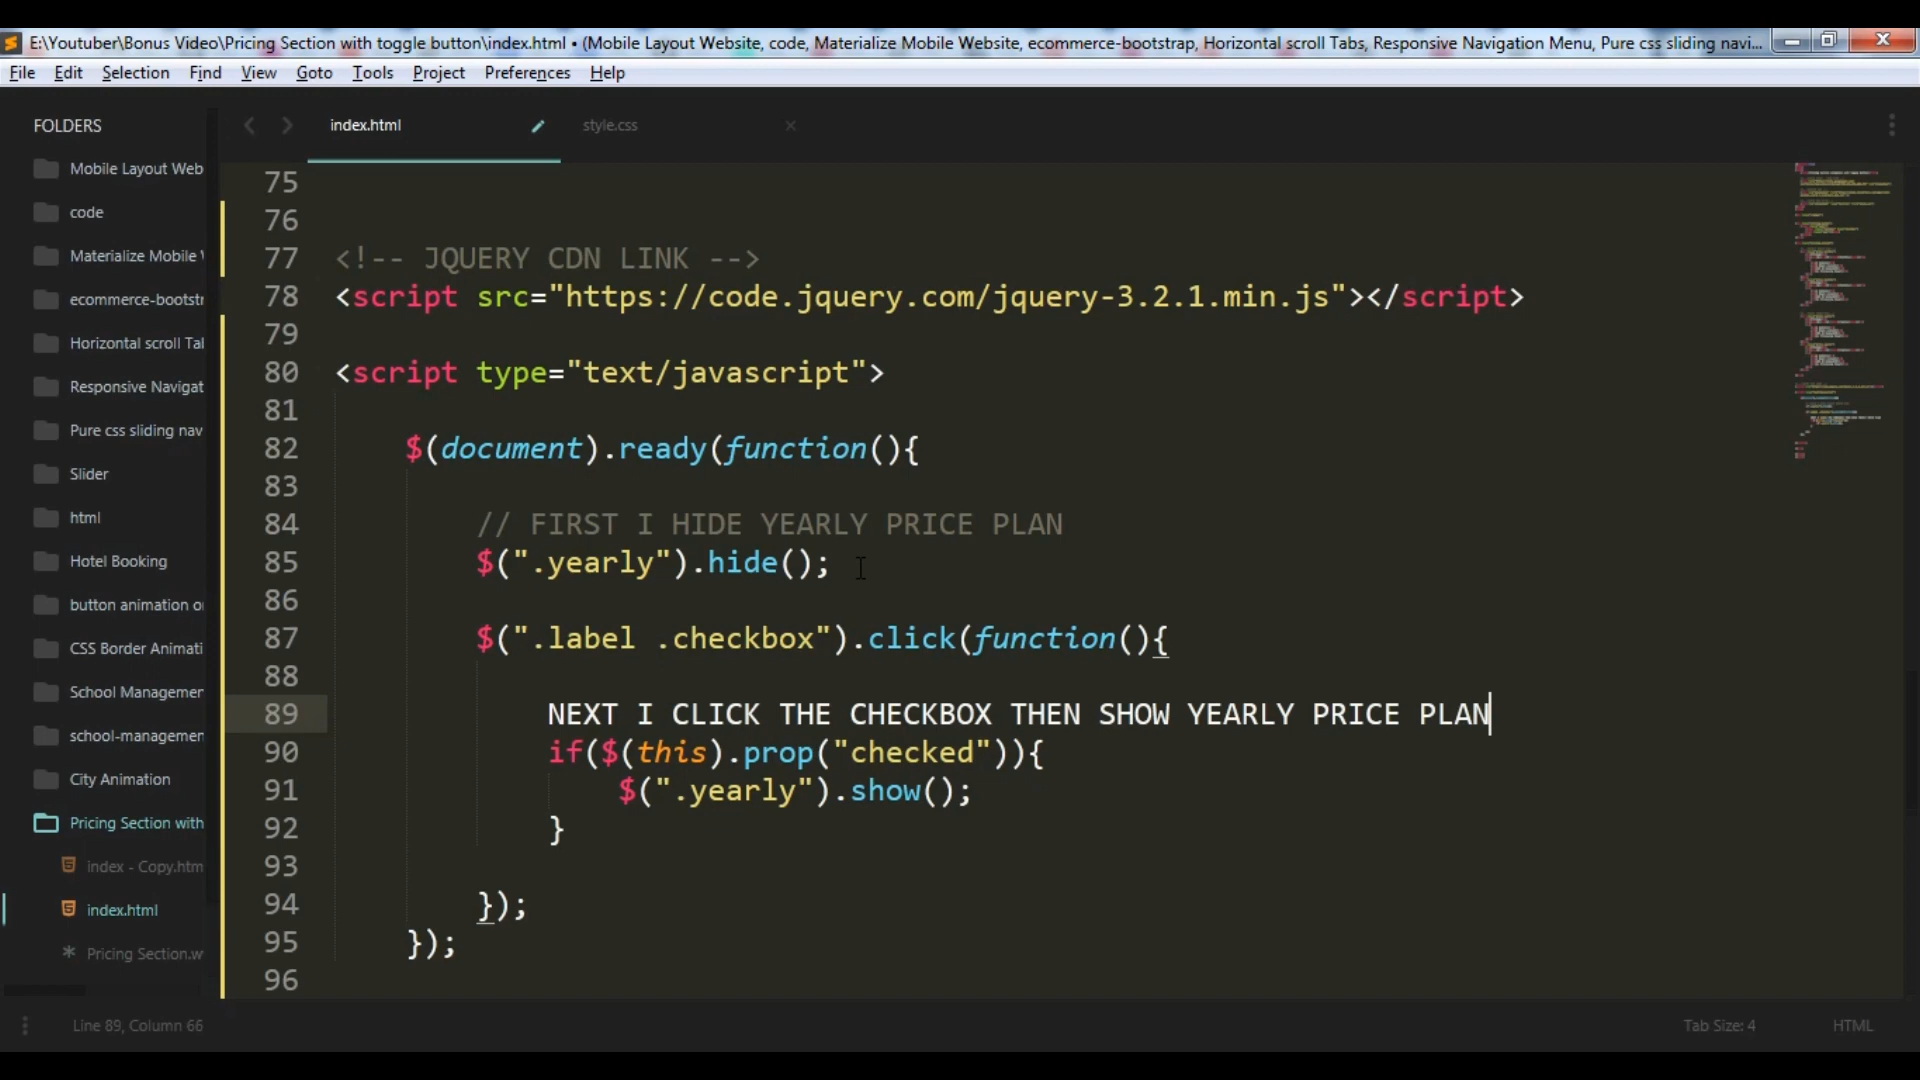 E:\Youtuber\Bonus Video\Pricing Section with toggle button\index.html • (Mobile Layout Website, code, Materialize Mobile Website, ecommerce-bootstrap, Horizontal scroll Tabs, Responsive Navigation Menu, Pure css sliding navi...
File Edit Selection Find View Goto Tools Project Preferences Help
FOLDERS
index.html
style.css
Mobile Layout Web
code
Materialize Mobile
ecommerce-bootstr
Horizontal scroll Tal
Responsive Navigat
Pure css sliding nav
Slider
html
Hotel Booking
button animation o
CSS Border Animati
School Managemer
school-managemen
City Animation
Pricing Section with
index - Copy.htm
index.html
Pricing Section.w
75
76
77 <!-- JQUERY CDN LINK -->
78 <script src="https://code.jquery.com/jquery-3.2.1.min.js"></script>
79
80 <script type="text/javascript">
81
82 $(document).ready(function(){
83
84 // FIRST I HIDE YEARLY PRICE PLAN
85 $(".yearly").hide();
86
87 $(".label .checkbox").click(function(){
88
89 NEXT I CLICK THE CHECKBOX THEN SHOW YEARLY PRICE PLAN
90 if($(this).prop("checked")){
91 $(".yearly").show();
92 }
93
94 });
95 });
96
Line 89, Column 66
Tab Size: 4
HTML